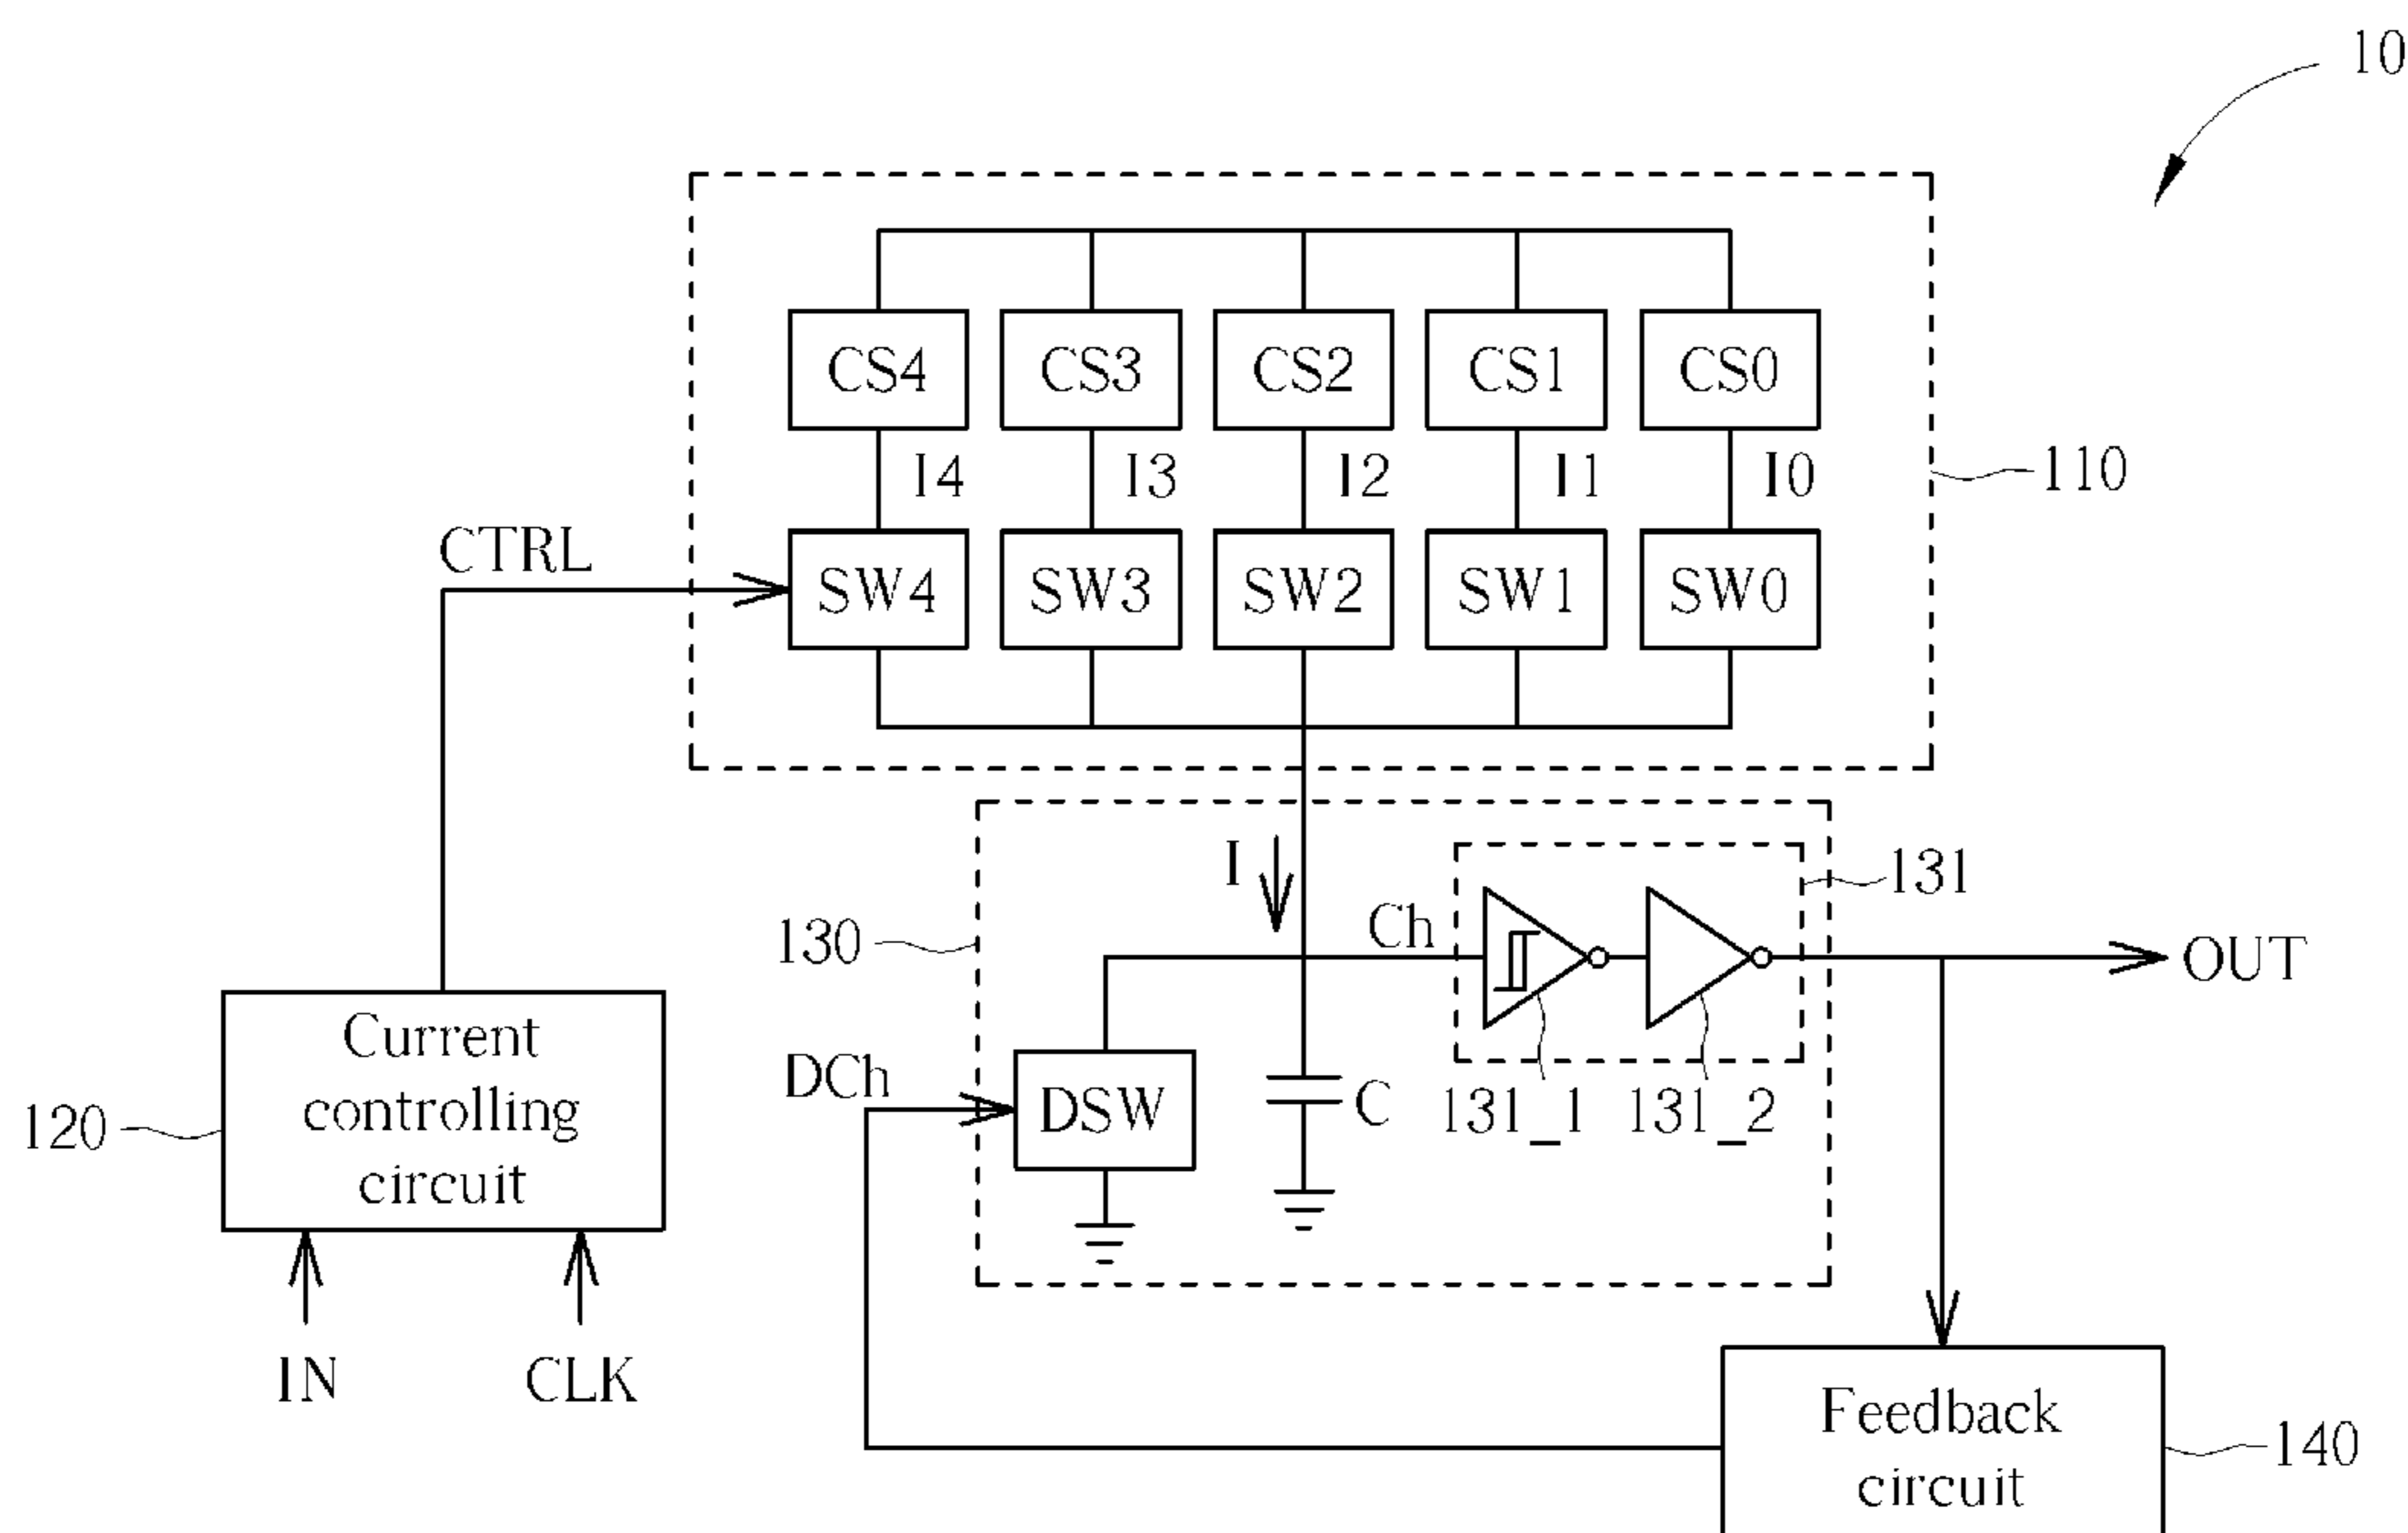 10
CS4 CS3 CS2 CS1 CS0
I4 I3 I2 I1 I0
110
CTRL
SW4 SW3 SW2 SW1 SW0
I
131
130
Ch
OUT
Current
controlling
circuit
120
DCh
DSW
C
131_1 131_2
IN CLK
Feedback
circuit
140